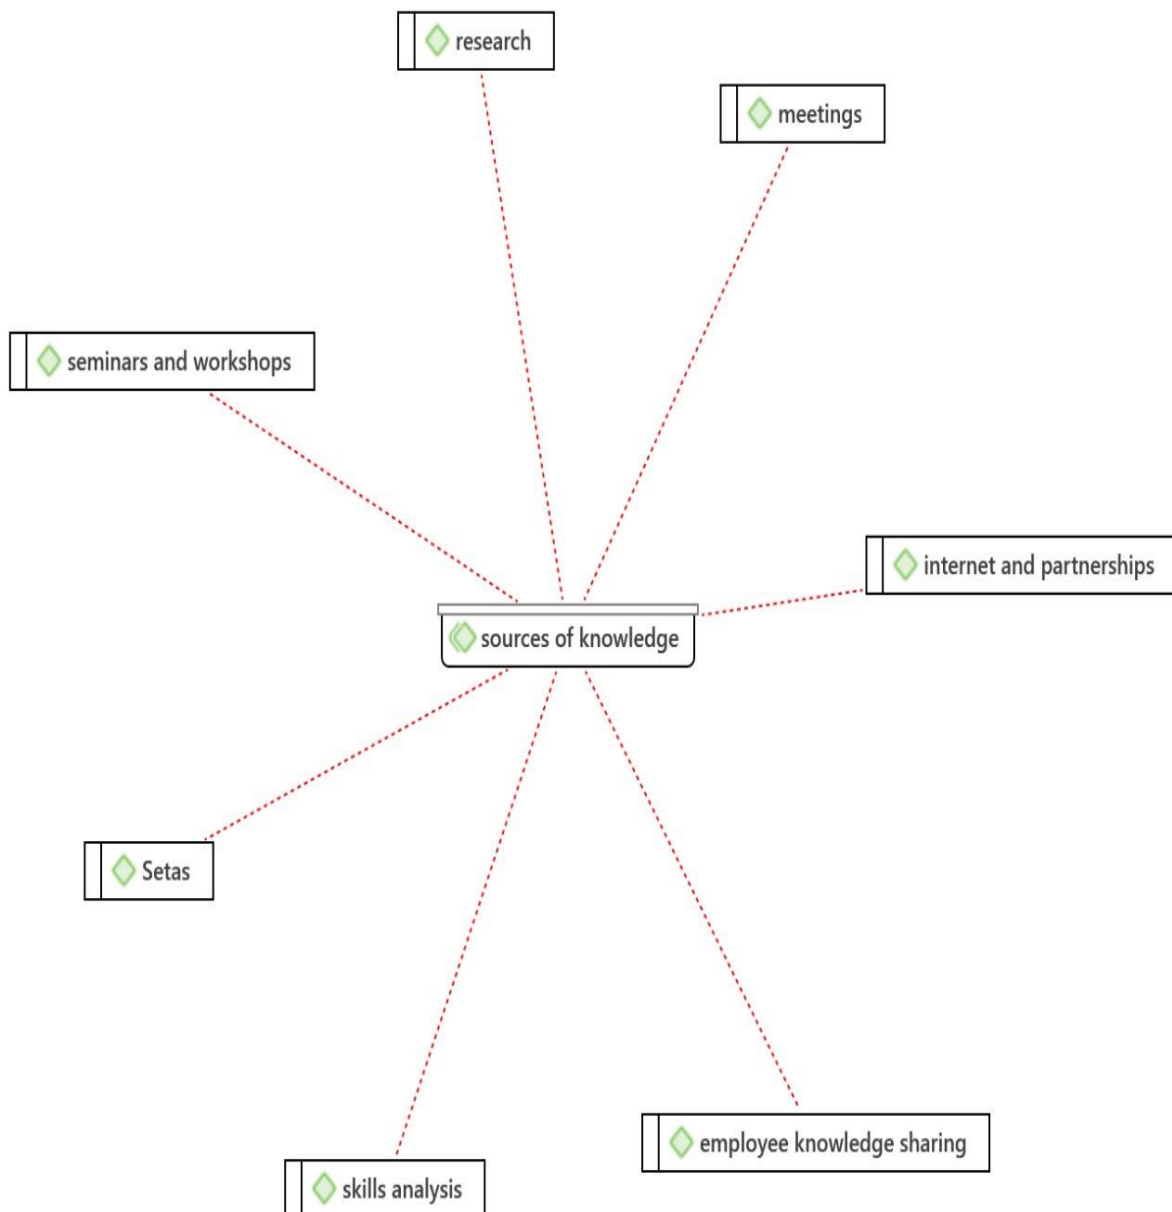 research
meetings
seminars and workshops
internet and partnerships
sources of knowledge
Setas
employee knowledge sharing
skills analysis